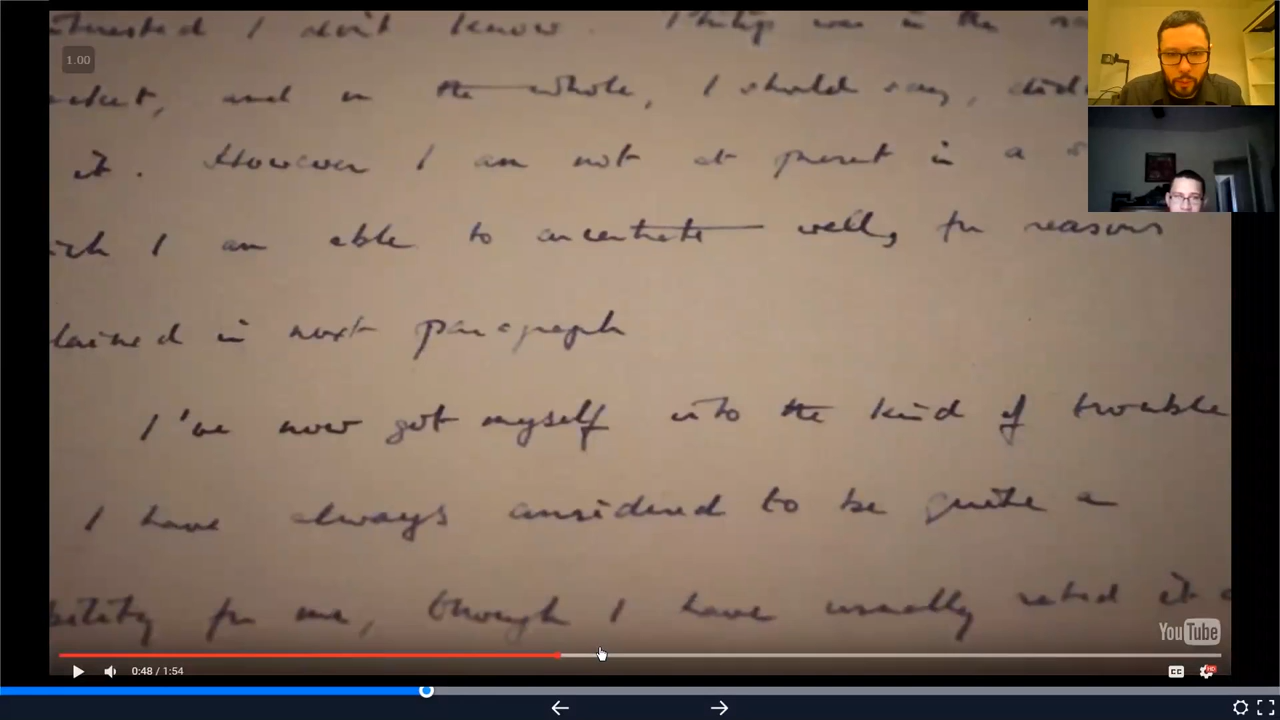 interested I don't know. Philip was in the
1.00
and on the whole, I should say, did
it. However I am not at present in a
I am able to concentrate well, for reasons
in next paragraph
I've now got myself into the kind of trouble
I have always considered to be quite a
for me, though I have usually rated it
YouTube
0:48 / 1:54
CC
HD